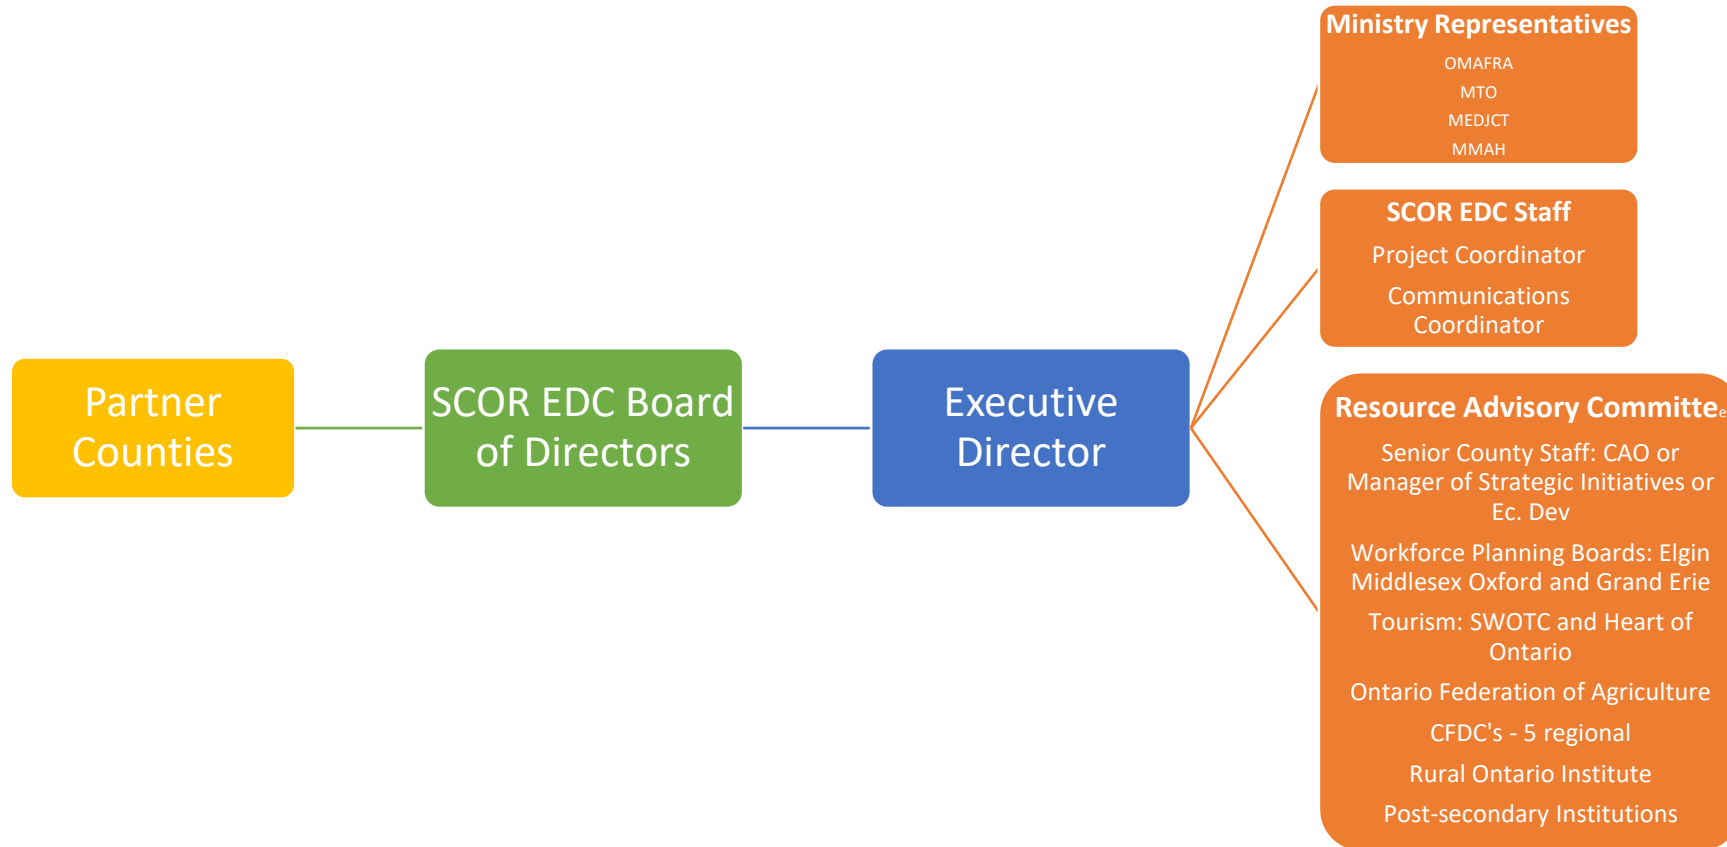 Partner
Counties
SCOR EDC Board
of Directors
Executive
Director
Ministry Representatives
OMAFRA
MTO
MEDJCT
MMAH
SCOR EDC Staff
Project Coordinator
Communications
Coordinator
Resource Advisory Committee
Senior County Staff: CAO or
Manager of Strategic Initiatives or
Ec. Dev
Workforce Planning Boards: Elgin
Middlesex Oxford and Grand Erie
Tourism: SWOTC and Heart of
Ontario
Ontario Federation of Agriculture
CFDC's - 5 regional
Rural Ontario Institute
Post-secondary Institutions